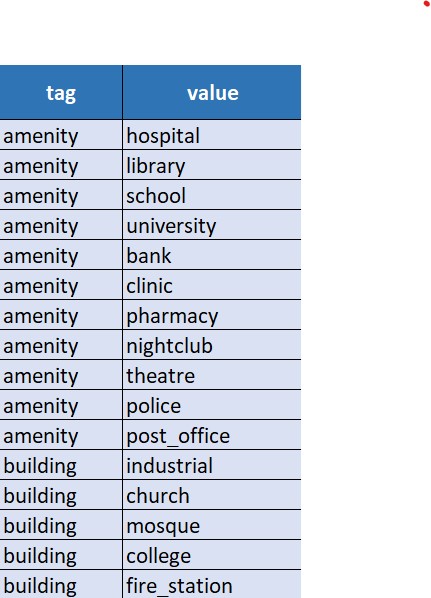 tag value
amenity hospital
amenity library
amenity school
amenity university
amenity bank
amenity clinic
amenity pharmacy
amenity nightclub
amenity theatre
amenity police
amenity post_office
building industrial
building church
building mosque
building college
building fire_station